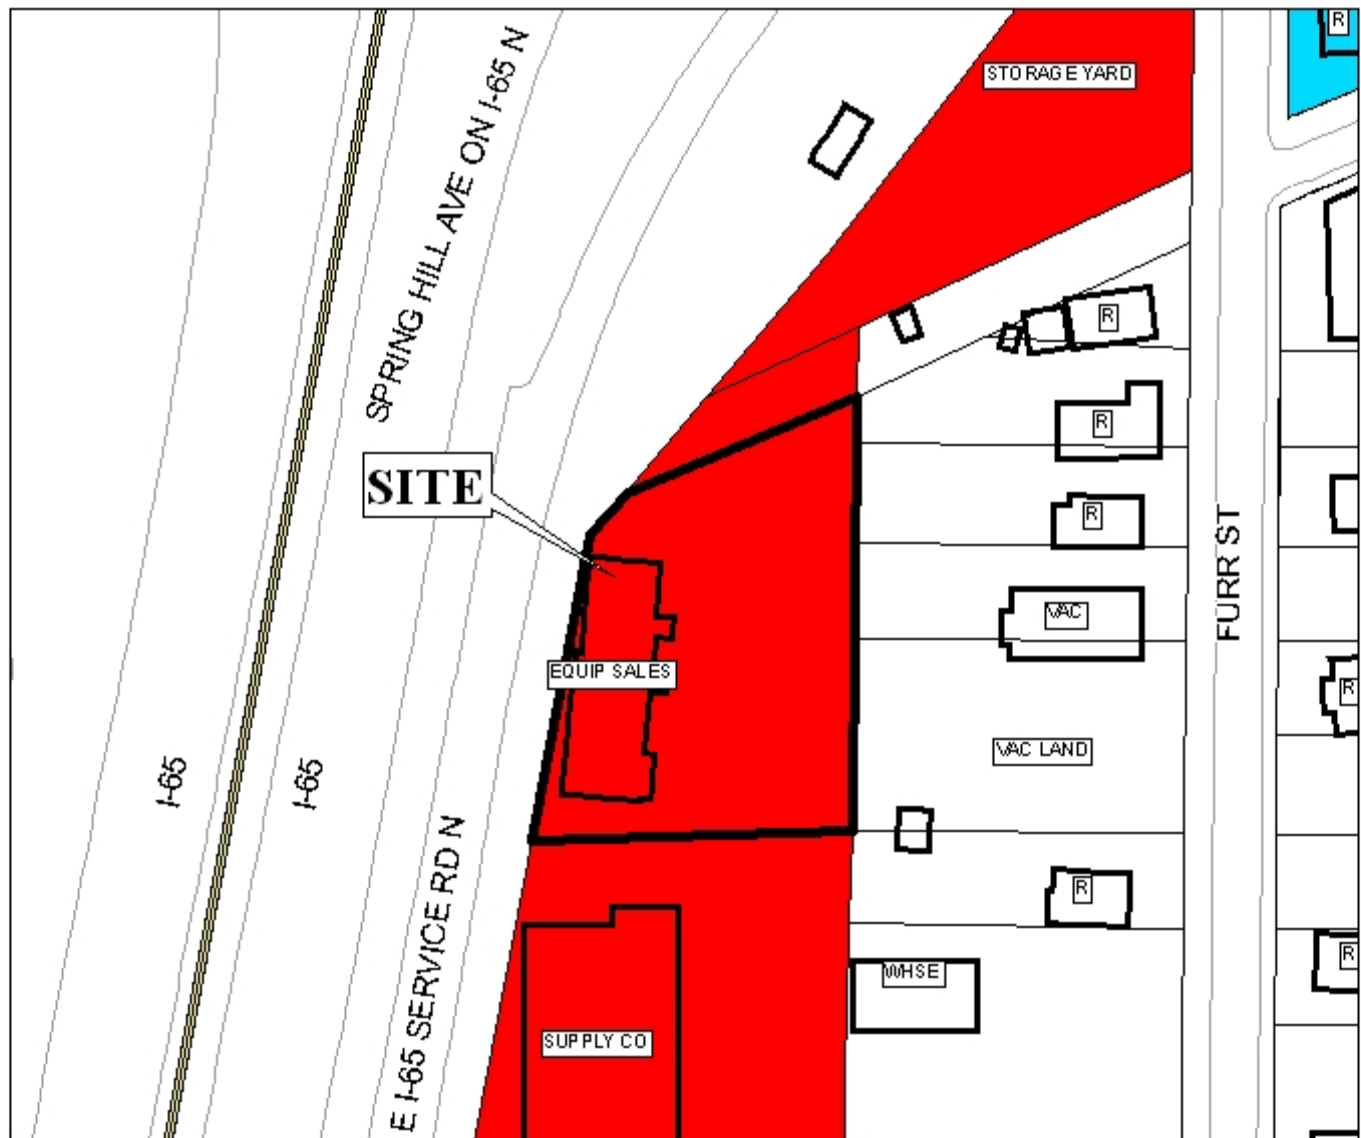 R
STORAGE YARD
SPRING HILL AVE ON I-65 N
R
R
SITE
R
FURR ST
VAC
EQUIP SALES
R
VAC LAND
I-65
I-65
R
E I-65 SERVICE RD N
R
WHSE
SUPPLY CO